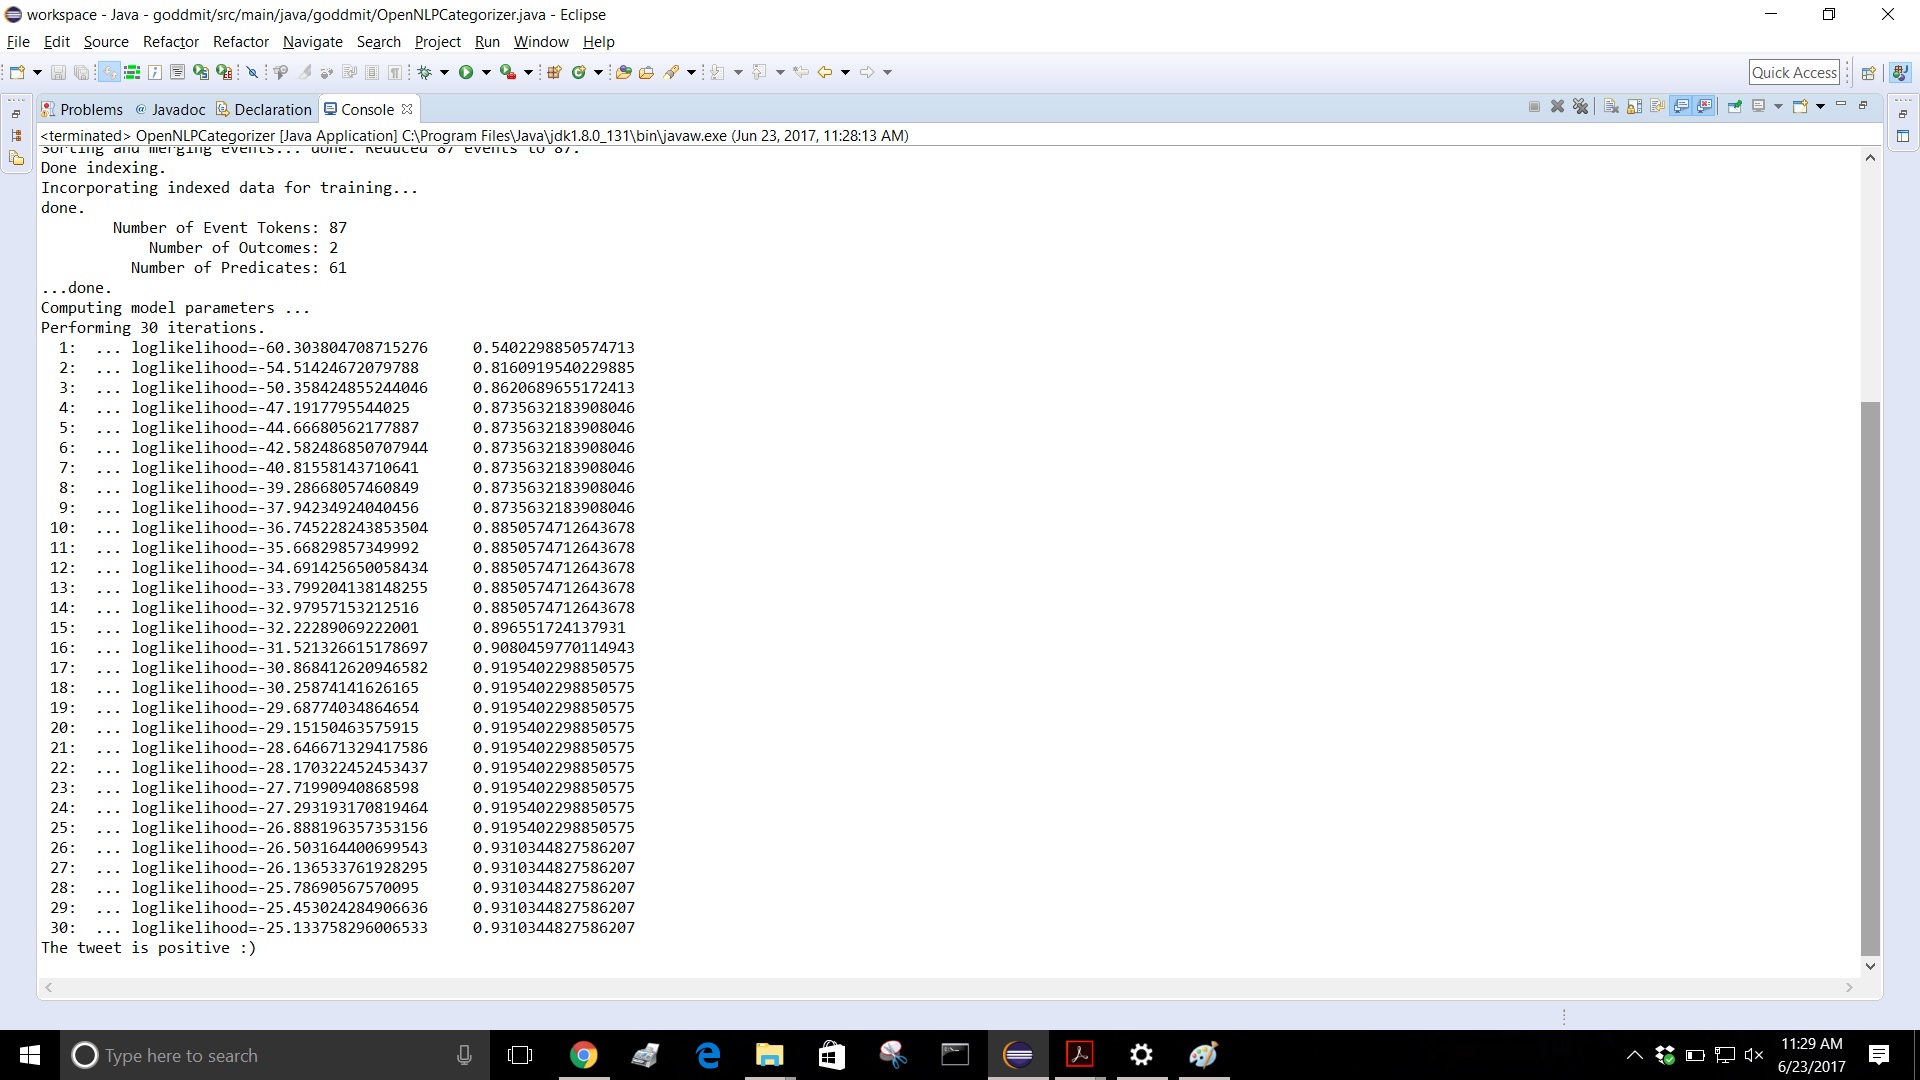 workspace - Java - goddmit/src/main/java/goddmit/OpenNLPCategorizer.java - Eclipse
File Edit Source Refactor Refactor Navigate Search Project Run Window Help
Quick Access
Problems @ Javadoc Declaration Console
<terminated> OpenNLPCategorizer [Java Application] C:\Program Files\Java\jdk1.8.0_131\bin\javaw.exe (Jun 23, 2017, 11:28:13 AM)
Sorting and merging events... done. Reduced 87 events to 87.
Done indexing.
Incorporating indexed data for training...
done.
Number of Event Tokens: 87
Number of Outcomes: 2
Number of Predicates: 61
...done.
Computing model parameters ...
Performing 30 iterations.
1: ... loglikelihood=-60.303804708715276 0.5402298850574713
2: ... loglikelihood=-54.51424672079788 0.8160919540229885
3: ... loglikelihood=-50.358424855244046 0.8620689655172413
4: ... loglikelihood=-47.1917795544025 0.8735632183908046
5: ... loglikelihood=-44.66680562177887 0.8735632183908046
6: ... loglikelihood=-42.582486850707944 0.8735632183908046
7: ... loglikelihood=-40.81558143710641 0.8735632183908046
8: ... loglikelihood=-39.28668057460849 0.8735632183908046
9: ... loglikelihood=-37.94234924040456 0.8735632183908046
10: ... loglikelihood=-36.745228243853504 0.8850574712643678
11: ... loglikelihood=-35.66829857349992 0.8850574712643678
12: ... loglikelihood=-34.691425650058434 0.8850574712643678
13: ... loglikelihood=-33.799204138148255 0.8850574712643678
14: ... loglikelihood=-32.97957153212516 0.8850574712643678
15: ... loglikelihood=-32.22289069222001 0.896551724137931
16: ... loglikelihood=-31.521326615178697 0.9080459770114943
17: ... loglikelihood=-30.868412620946582 0.9195402298850575
18: ... loglikelihood=-30.25874141626165 0.9195402298850575
19: ... loglikelihood=-29.68774034864654 0.9195402298850575
20: ... loglikelihood=-29.15150463575915 0.9195402298850575
21: ... loglikelihood=-28.646671329417586 0.9195402298850575
22: ... loglikelihood=-28.170322452453437 0.9195402298850575
23: ... loglikelihood=-27.71990940868598 0.9195402298850575
24: ... loglikelihood=-27.293193170819464 0.9195402298850575
25: ... loglikelihood=-26.888196357353156 0.9195402298850575
26: ... loglikelihood=-26.503164400699543 0.9310344827586207
27: ... loglikelihood=-26.136533761928295 0.9310344827586207
28: ... loglikelihood=-25.78690567570095 0.9310344827586207
29: ... loglikelihood=-25.453024284906636 0.9310344827586207
30: ... loglikelihood=-25.133758296006533 0.9310344827586207
The tweet is positive :)
Type here to search
11:29 AM
6/23/2017